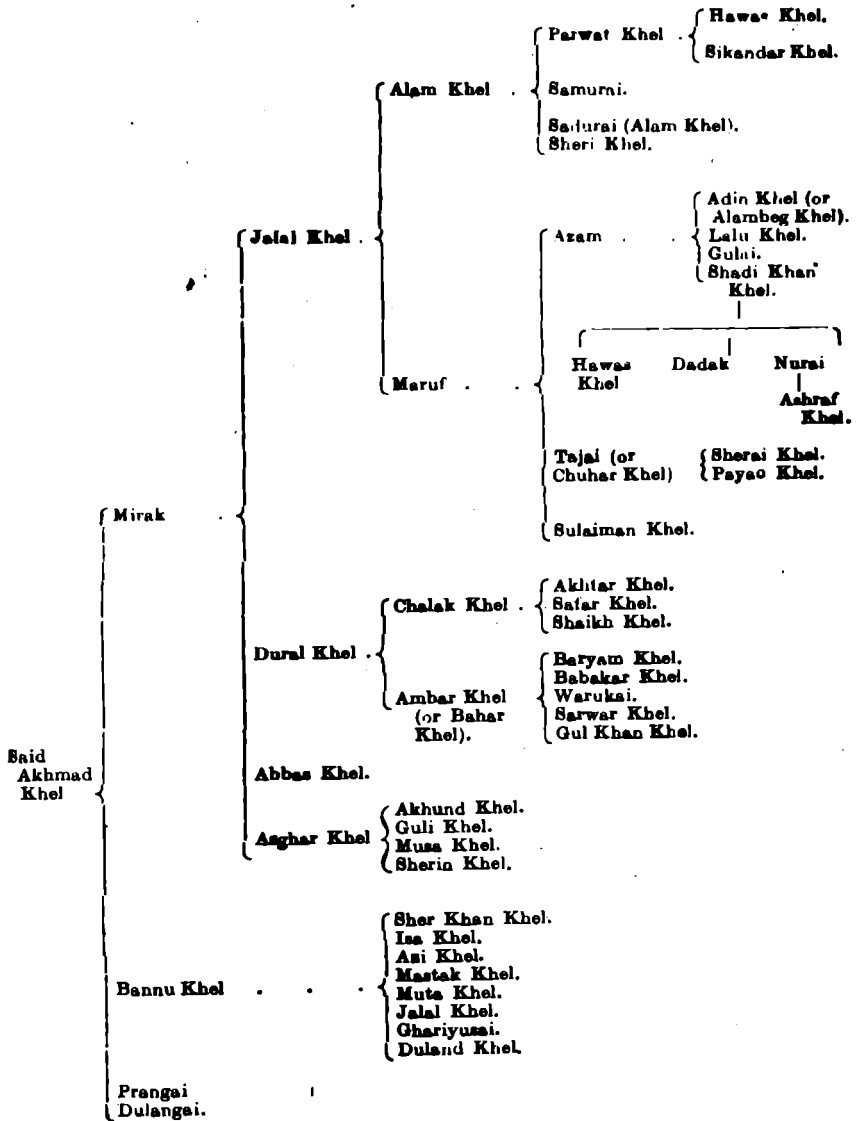 Hawas Khel.
Parwat Khel
Sikandar Khel.
Alam Khel
Samurai.
Sadurai (Alam Khel).
Sheri Khel.
Adin Khel (or
Alambeg Khel).
Jalal Khel
Azam
Lalu Khel.
Gulai.
Shadi Khan
Khel.
Hawas
Khel
Dadak
Nurai
Maruf
Ashraf
Khel.
Tajai (or
Chuhar Khel)
Sherai Khel.
Payao Khel.
Mirak
Sulaiman Khel.
Chalak Khel
Akhtar Khel.
Safar Khel.
Shaikh Khel.
Dural Khel
Ambar Khel
(or Bahar
Khel).
Baryam Khel.
Babakar Khel.
Warukai.
Sarwar Khel.
Gul Khan Khel.
Said
Akhmad
Khel
Abbas Khel.
Asghar Khel
Akhund Khel.
Guli Khel.
Musa Khel.
Sherin Khel.
Bannu Khel
Sher Khan Khel.
Isa Khel.
Asi Khel.
Mastak Khel.
Muta Khel.
Jalal Khel.
Ghariyusai.
Duland Khel.
Prangai
Dulangai.